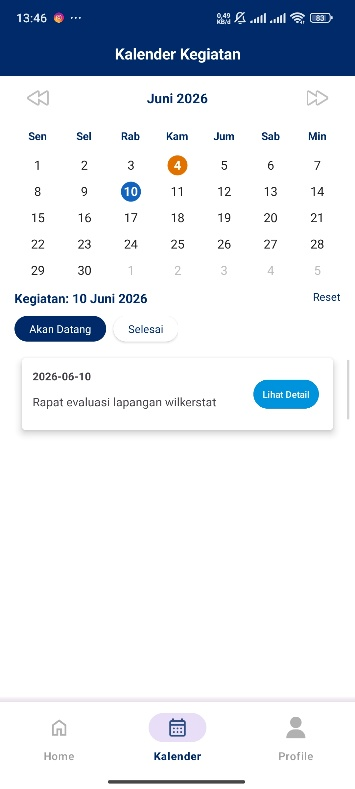 13:46 0,49 KB/d 83
Kalender Kegiatan
Juni 2026
Sen Sel Rab Kam Jum Sab Min
1 2 3 4 5 6 7
8 9 10 11 12 13 14
15 16 17 18 19 20 21
22 23 24 25 26 27 28
29 30 1 2 3 4 5
Kegiatan: 10 Juni 2026 Reset
Akan Datang Selesai
2026-06-10
Rapat evaluasi lapangan wilkerstat Lihat Detail
Home Kalender Profile